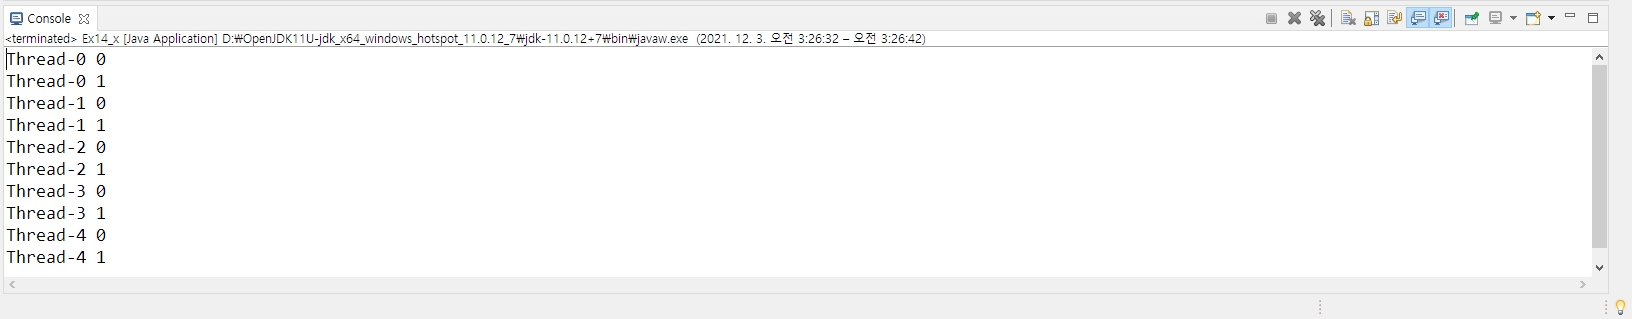 Console
<terminated> Ex14_x [Java Application] D:₩OpenJDK11U-jdk_x64_windows_hotspot_11.0.12_7₩jdk-11.0.12+7₩bin₩javaw.exe (2021. 12. 3. 오전 3:26:32 – 오전 3:26:42)
Thread-0 0
Thread-0 1
Thread-1 0
Thread-1 1
Thread-2 0
Thread-2 1
Thread-3 0
Thread-3 1
Thread-4 0
Thread-4 1